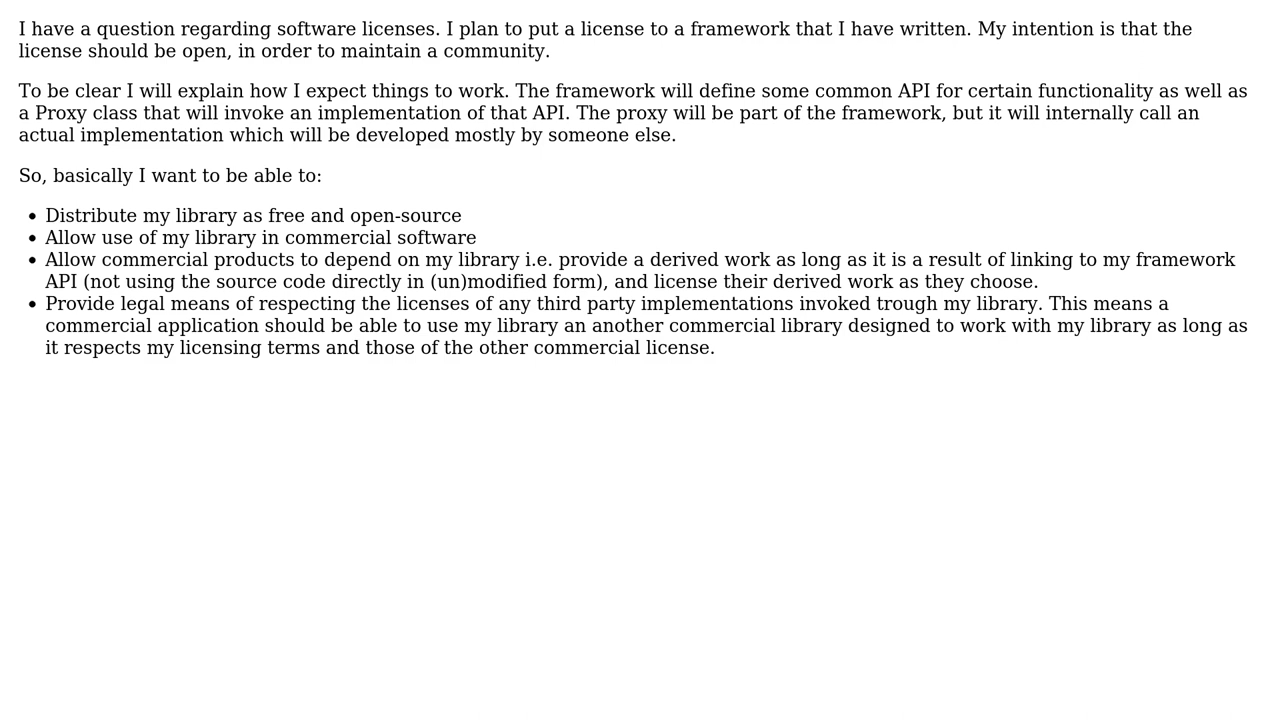 I have a question regarding software licenses. I plan to put a license to a framework that I have written. My intention is that the
license should be open, in order to maintain a community.
To be clear I will explain how I expect things to work. The framework will define some common API for certain functionality as well as
a Proxy class that will invoke an implementation of that API. The proxy will be part of the framework, but it will internally call an
actual implementation which will be developed mostly by someone else.
So, basically I want to be able to:
• Distribute my library as free and open-source
• Allow use of my library in commercial software
• Allow commercial products to depend on my library i.e. provide a derived work as long as it is a result of linking to my framework
API (not using the source code directly in (un)modified form), and license their derived work as they choose.
• Provide legal means of respecting the licenses of any third party implementations invoked trough my library. This means a
commercial application should be able to use my library an another commercial library designed to work with my library as long as
it respects my licensing terms and those of the other commercial license.